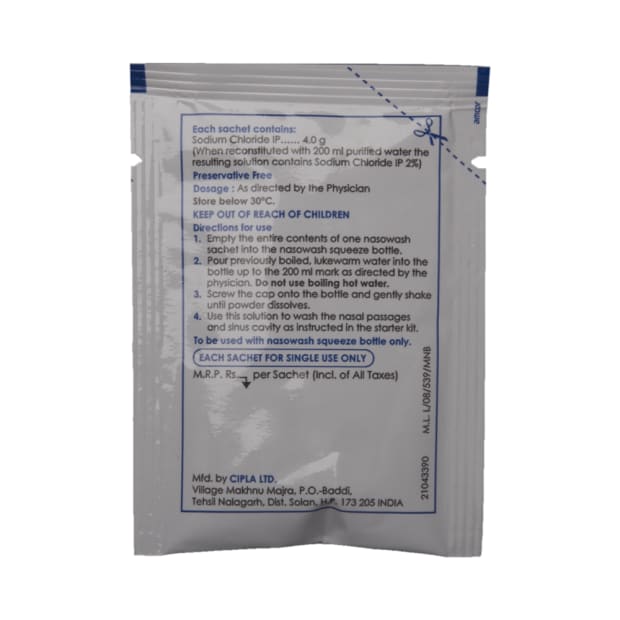 Each sachet contains:
Sodium Chloride IP...... 4.0 g
(When reconstituted with 200 ml purified water the
resulting solution contains Sodium Chloride IP 2%)
Preservative Free
Dosage : As directed by the Physician
Store below 30°C.
KEEP OUT OF REACH OF CHILDREN
Directions for use
1. Empty the entire contents of one nasowash
sachet into the nasowash squeeze bottle.
2. Pour previously boiled, lukewarm water into the
bottle up to the 200 ml mark as directed by the
physician. Do not use boiling hot water.
3. Screw the cap onto the bottle and gently shake
until powder dissolves.
4. Use this solution to wash the nasal passages
and sinus cavity as instructed in the starter kit.
To be used with nasowash squeeze bottle only.
EACH SACHET FOR SINGLE USE ONLY
M.R.P. Rs. per Sachet (Incl. of All Taxes)
Mfd. by CIPLA LTD.
Village Makhnu Majra, P.O.-Baddi,
Tehsil Nalagarh, Dist. Solan, H.P. 173 205 INDIA
21043390
M.L. L/08/539/MNB